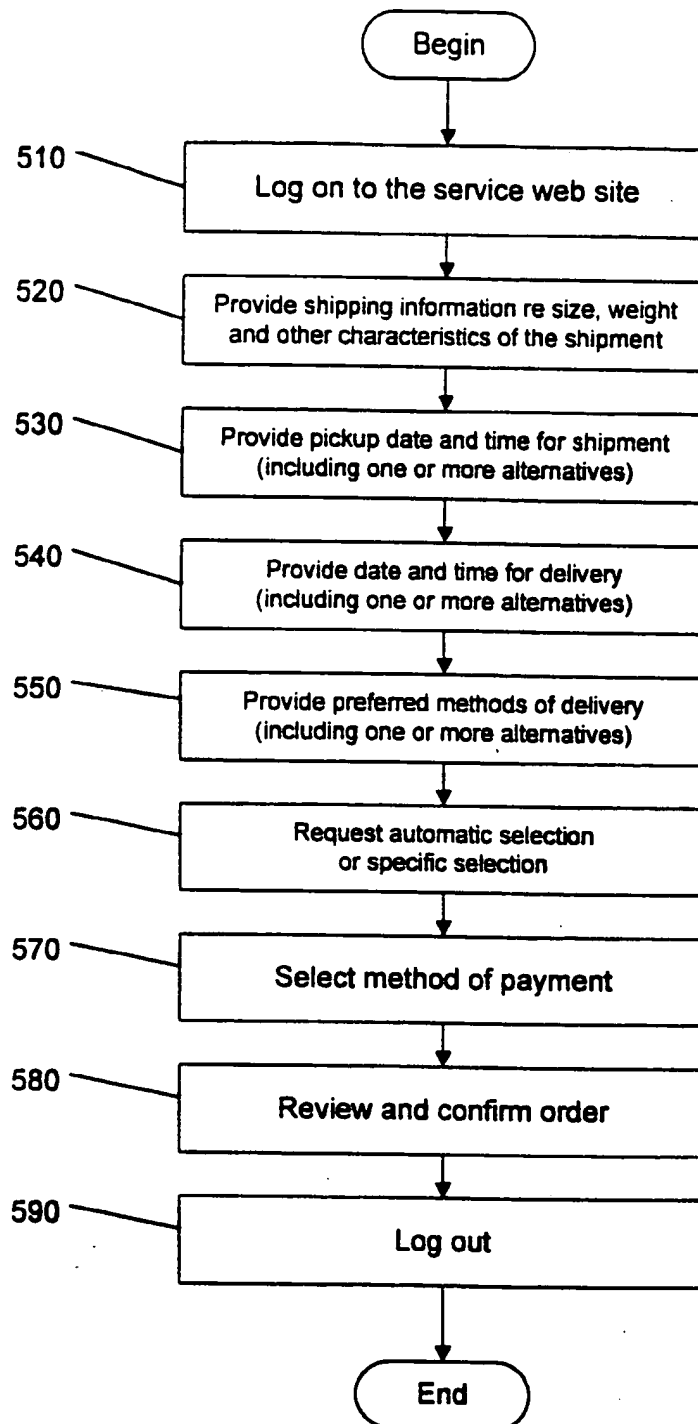 Begin
510
Log on to the service web site
520
Provide shipping information re size, weight
and other characteristics of the shipment
530
Provide pickup date and time for shipment
(including one or more alternatives)
540
Provide date and time for delivery
(including one or more alternatives)
550
Provide preferred methods of delivery
(including one or more alternatives)
560
Request automatic selection
or specific selection
570
Select method of payment
580
Review and confirm order
590
Log out
End